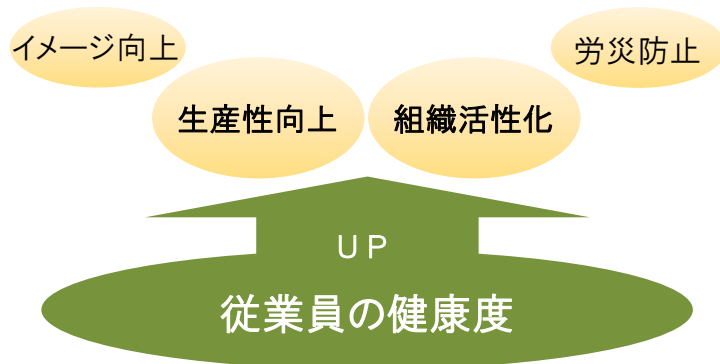 イメージ向上
労災防止
生産性向上
組織活性化
UP
従業員の健康度